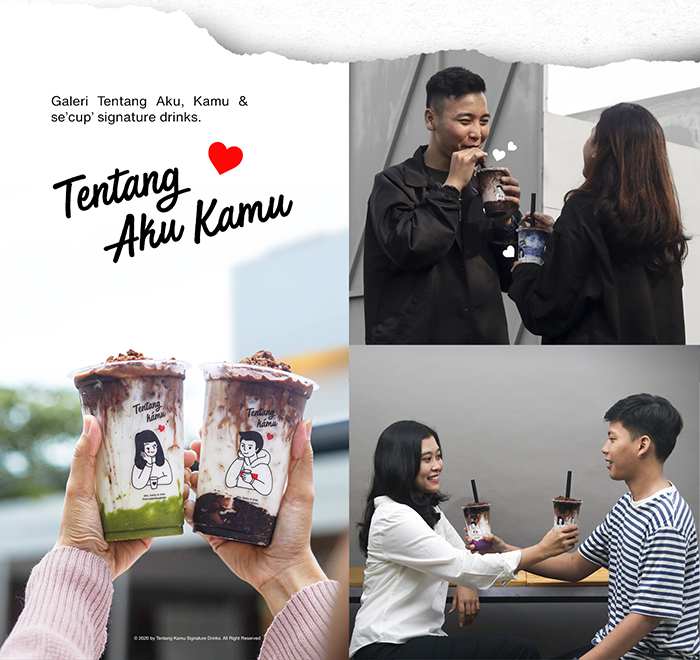 Galeri Tentang Aku, Kamu &
se'cup' signature drinks.
Tentang
Aku Kamu
Tentang
kamu
Tentang
kamu
© 2020 by Tentang Kamu Signature Drinks. All Right Reserved